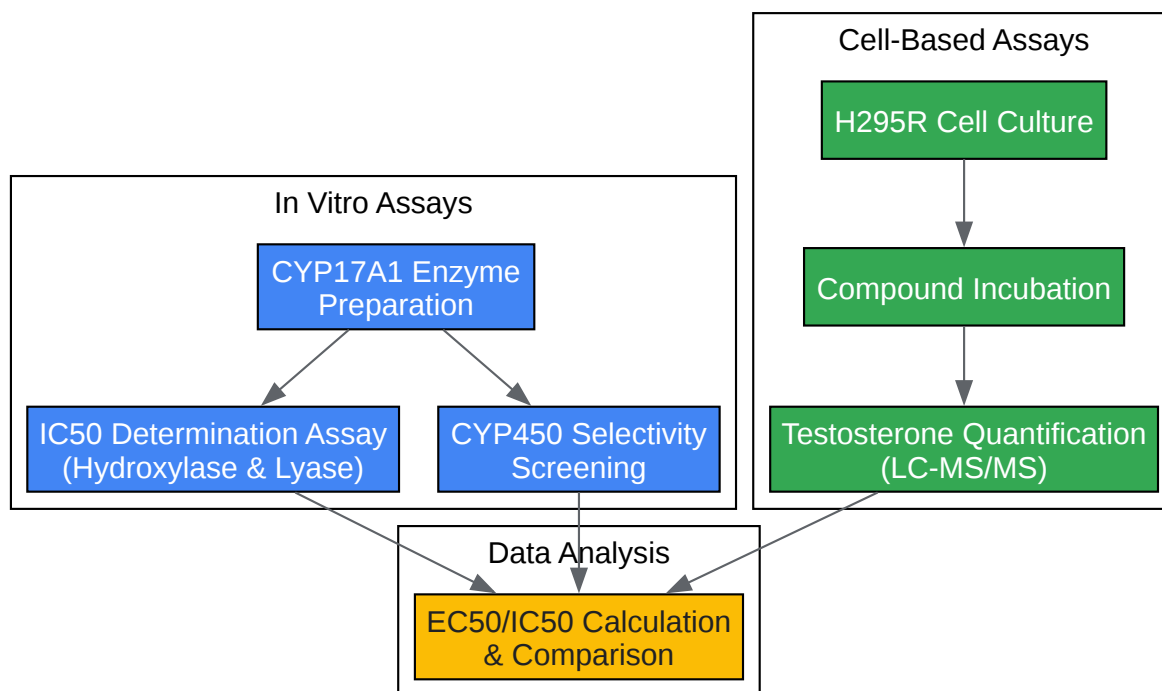 Cell-Based Assays
H295R Cell Culture
In Vitro Assays
CYP17A1 Enzyme
Preparation
Compound Incubation
IC50 Determination Assay
(Hydroxylase & Lyase)
CYP450 Selectivity
Screening
Testosterone Quantification
(LC-MS/MS)
Data Analysis
EC50/IC50 Calculation
& Comparison